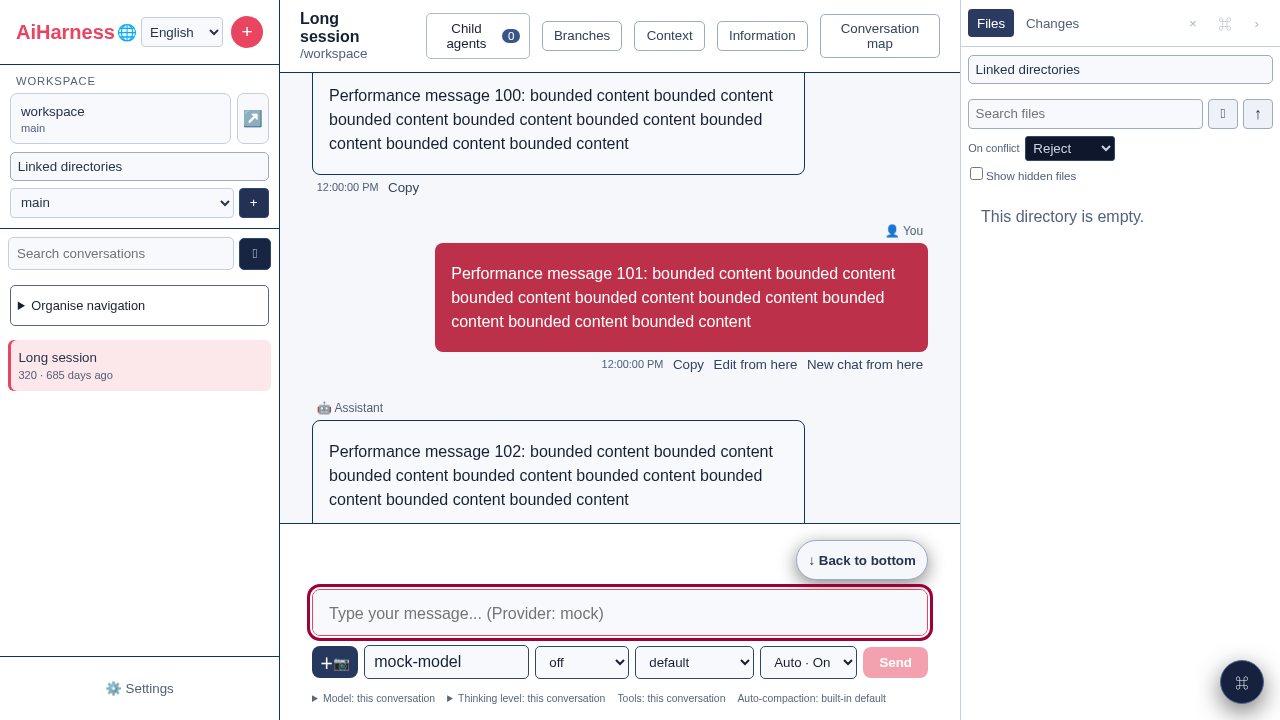 AiHarness
English
+
WORKSPACE
workspace
main
Linked directories
main
+
Search conversations
Organise navigation
Long session
320 · 685 days ago
Settings
Long session
/workspace
Child agents 0
Branches
Context
Information
Conversation map
Performance message 100: bounded content bounded content
bounded content bounded content bounded content bounded
content bounded content bounded content
12:00:00 PM Copy
You
Performance message 101: bounded content bounded content
bounded content bounded content bounded content bounded
content bounded content bounded content
12:00:00 PM Copy Edit from here New chat from here
Assistant
Performance message 102: bounded content bounded content
bounded content bounded content bounded content bounded
content bounded content bounded content
↓ Back to bottom
Type your message... (Provider: mock)
mock-model
off
default
Auto · On
Send
Model: this conversation Thinking level: this conversation Tools: this conversation Auto-compaction: built-in default
Files Changes × ⌘ ›
Linked directories
Search files
↑
On conflict Reject
Show hidden files
This directory is empty.
⌘